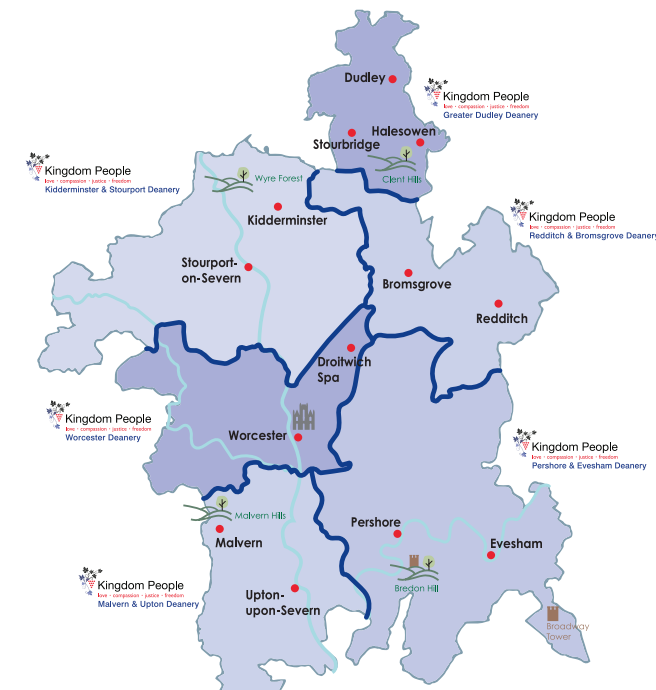 Dudley
Kingdom People
love · compassion · justice · freedom
Greater Dudley Deanery
Halesowen
Stourbridge
Clent Hills
Kingdom People
love · compassion · justice · freedom
Kidderminster & Stourport Deanery
Wyre Forest
Kidderminster
Kingdom People
love · compassion · justice · freedom
Redditch & Bromsgrove Deanery
Stourport-
on-Severn
Bromsgrove
Redditch
Droitwich
Spa
Kingdom People
love · compassion · justice · freedom
Worcester Deanery
Worcester
Kingdom People
love · compassion · justice · freedom
Pershore & Evesham Deanery
Malvern Hills
Malvern
Pershore
Evesham
Kingdom People
love · compassion · justice · freedom
Malvern & Upton Deanery
Upton-
upon-Severn
Bredon Hill
Broadway
Tower